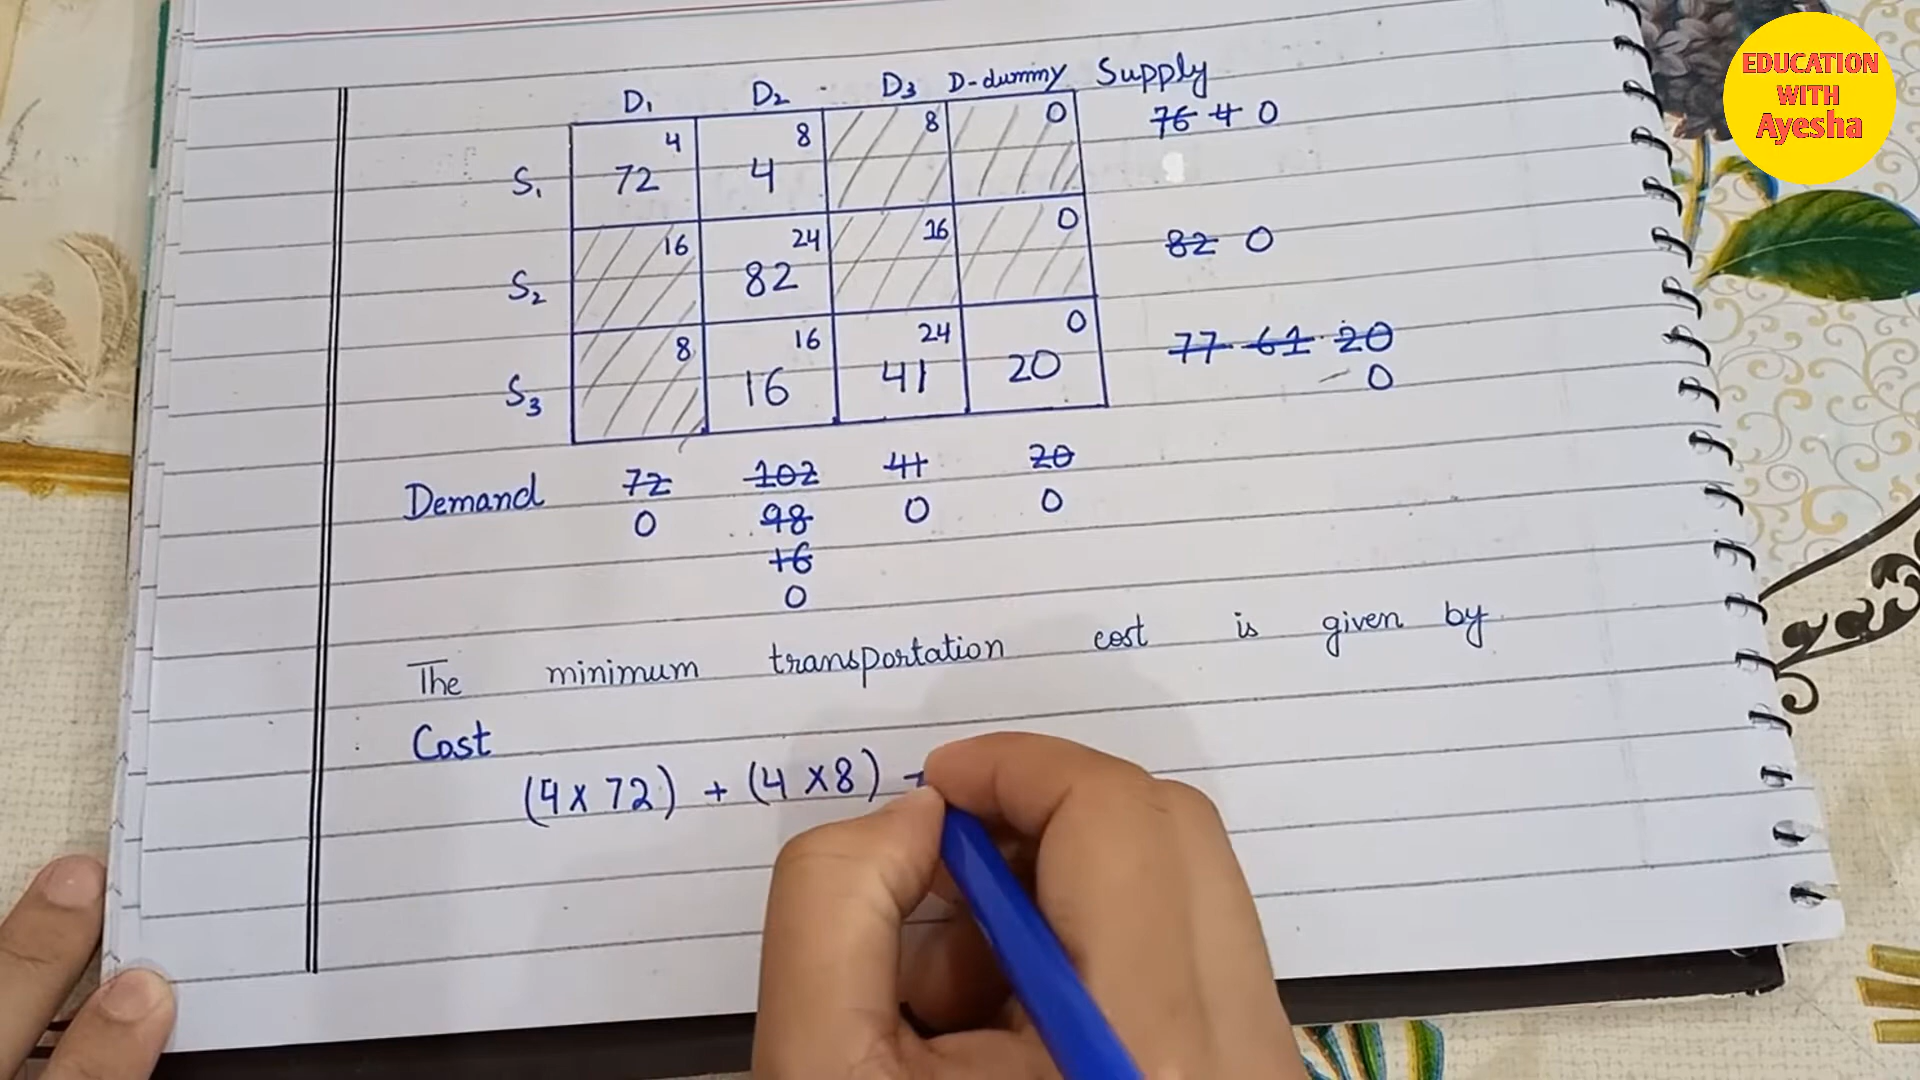 EDUCATION
WITH
Ayesha
D₁ D₂ D₃ D-dummy Supply
4 8 8 0
S₁ 72 4 76 4 0
16 24 16 0
S₂ 82 82 0
8 16 24 0
S₃ 16 41 20 77 61 20
0
Demand 72 102 41 20
0 98 0 0
16
0
The minimum transportation cost is given by
Cost
(4 × 72) + (4 × 8) +